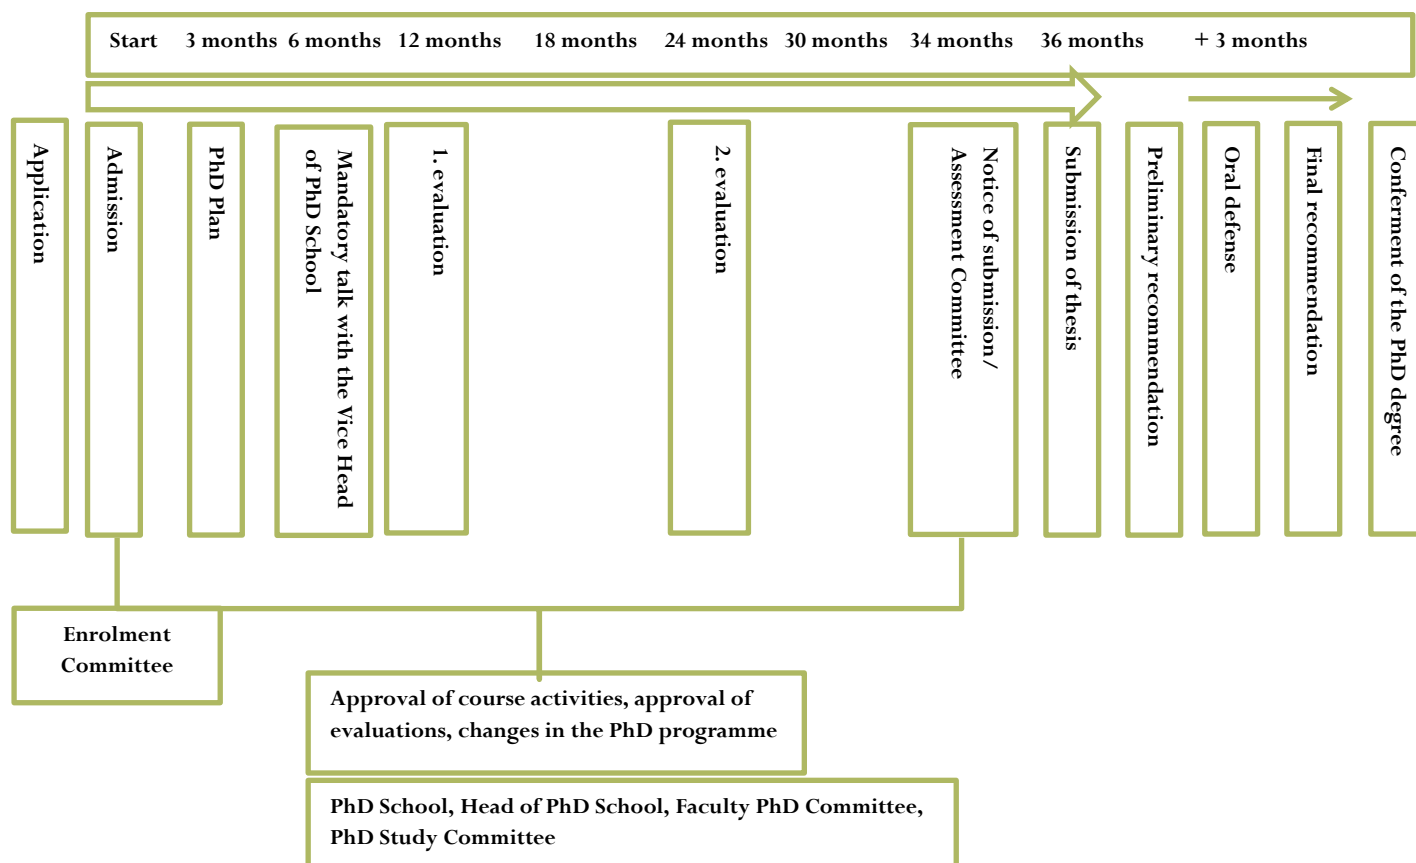 Start 3 months 6 months 12 months 18 months 24 months 30 months 34 months 36 months + 3 months
Application
Admission
PhD Plan
Mandatory talk with the Vice Head
of PhD School
1. evaluation
2. evaluation
Notice of submission/
Assessment Committee
Submission of thesis
Preliminary recommendation
Oral defense
Final recommendation
Conferment of the PhD degree
Enrolment
Committee
Approval of course activities, approval of
evaluations, changes in the PhD programme
PhD School, Head of PhD School, Faculty PhD Committee,
PhD Study Committee